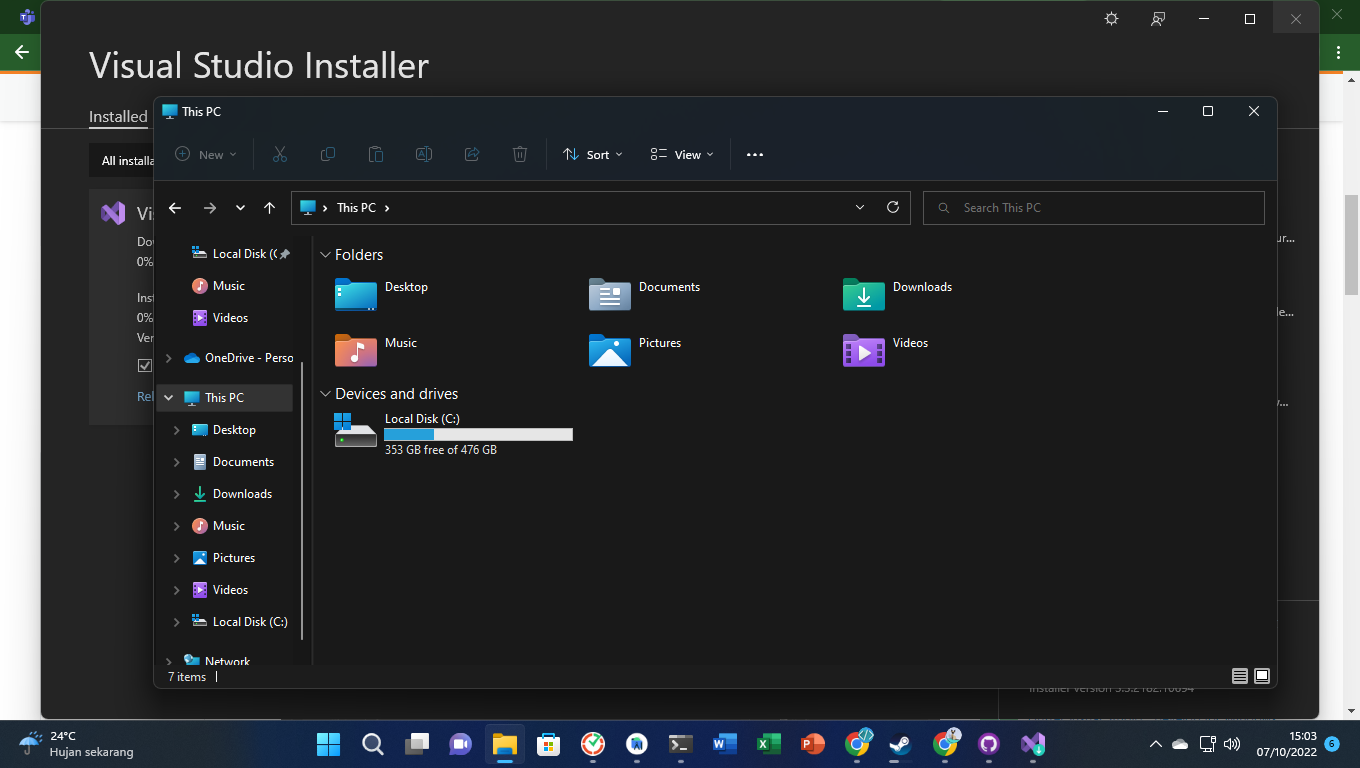 Visual Studio Installer
Installed
All installa
Vi
Do
0%
Inst
0%
Ver
Rel
This PC
New
Sort
View
This PC
Search This PC
Local Disk (C
Music
Videos
OneDrive - Perso
This PC
Desktop
Documents
Downloads
Music
Pictures
Videos
Local Disk (C:)
Network
Folders
Desktop
Documents
Downloads
Music
Pictures
Videos
Devices and drives
Local Disk (C:)
353 GB free of 476 GB
7 items
ur...
e...
...
24°C
Hujan sekarang
15:03
07/10/2022
6